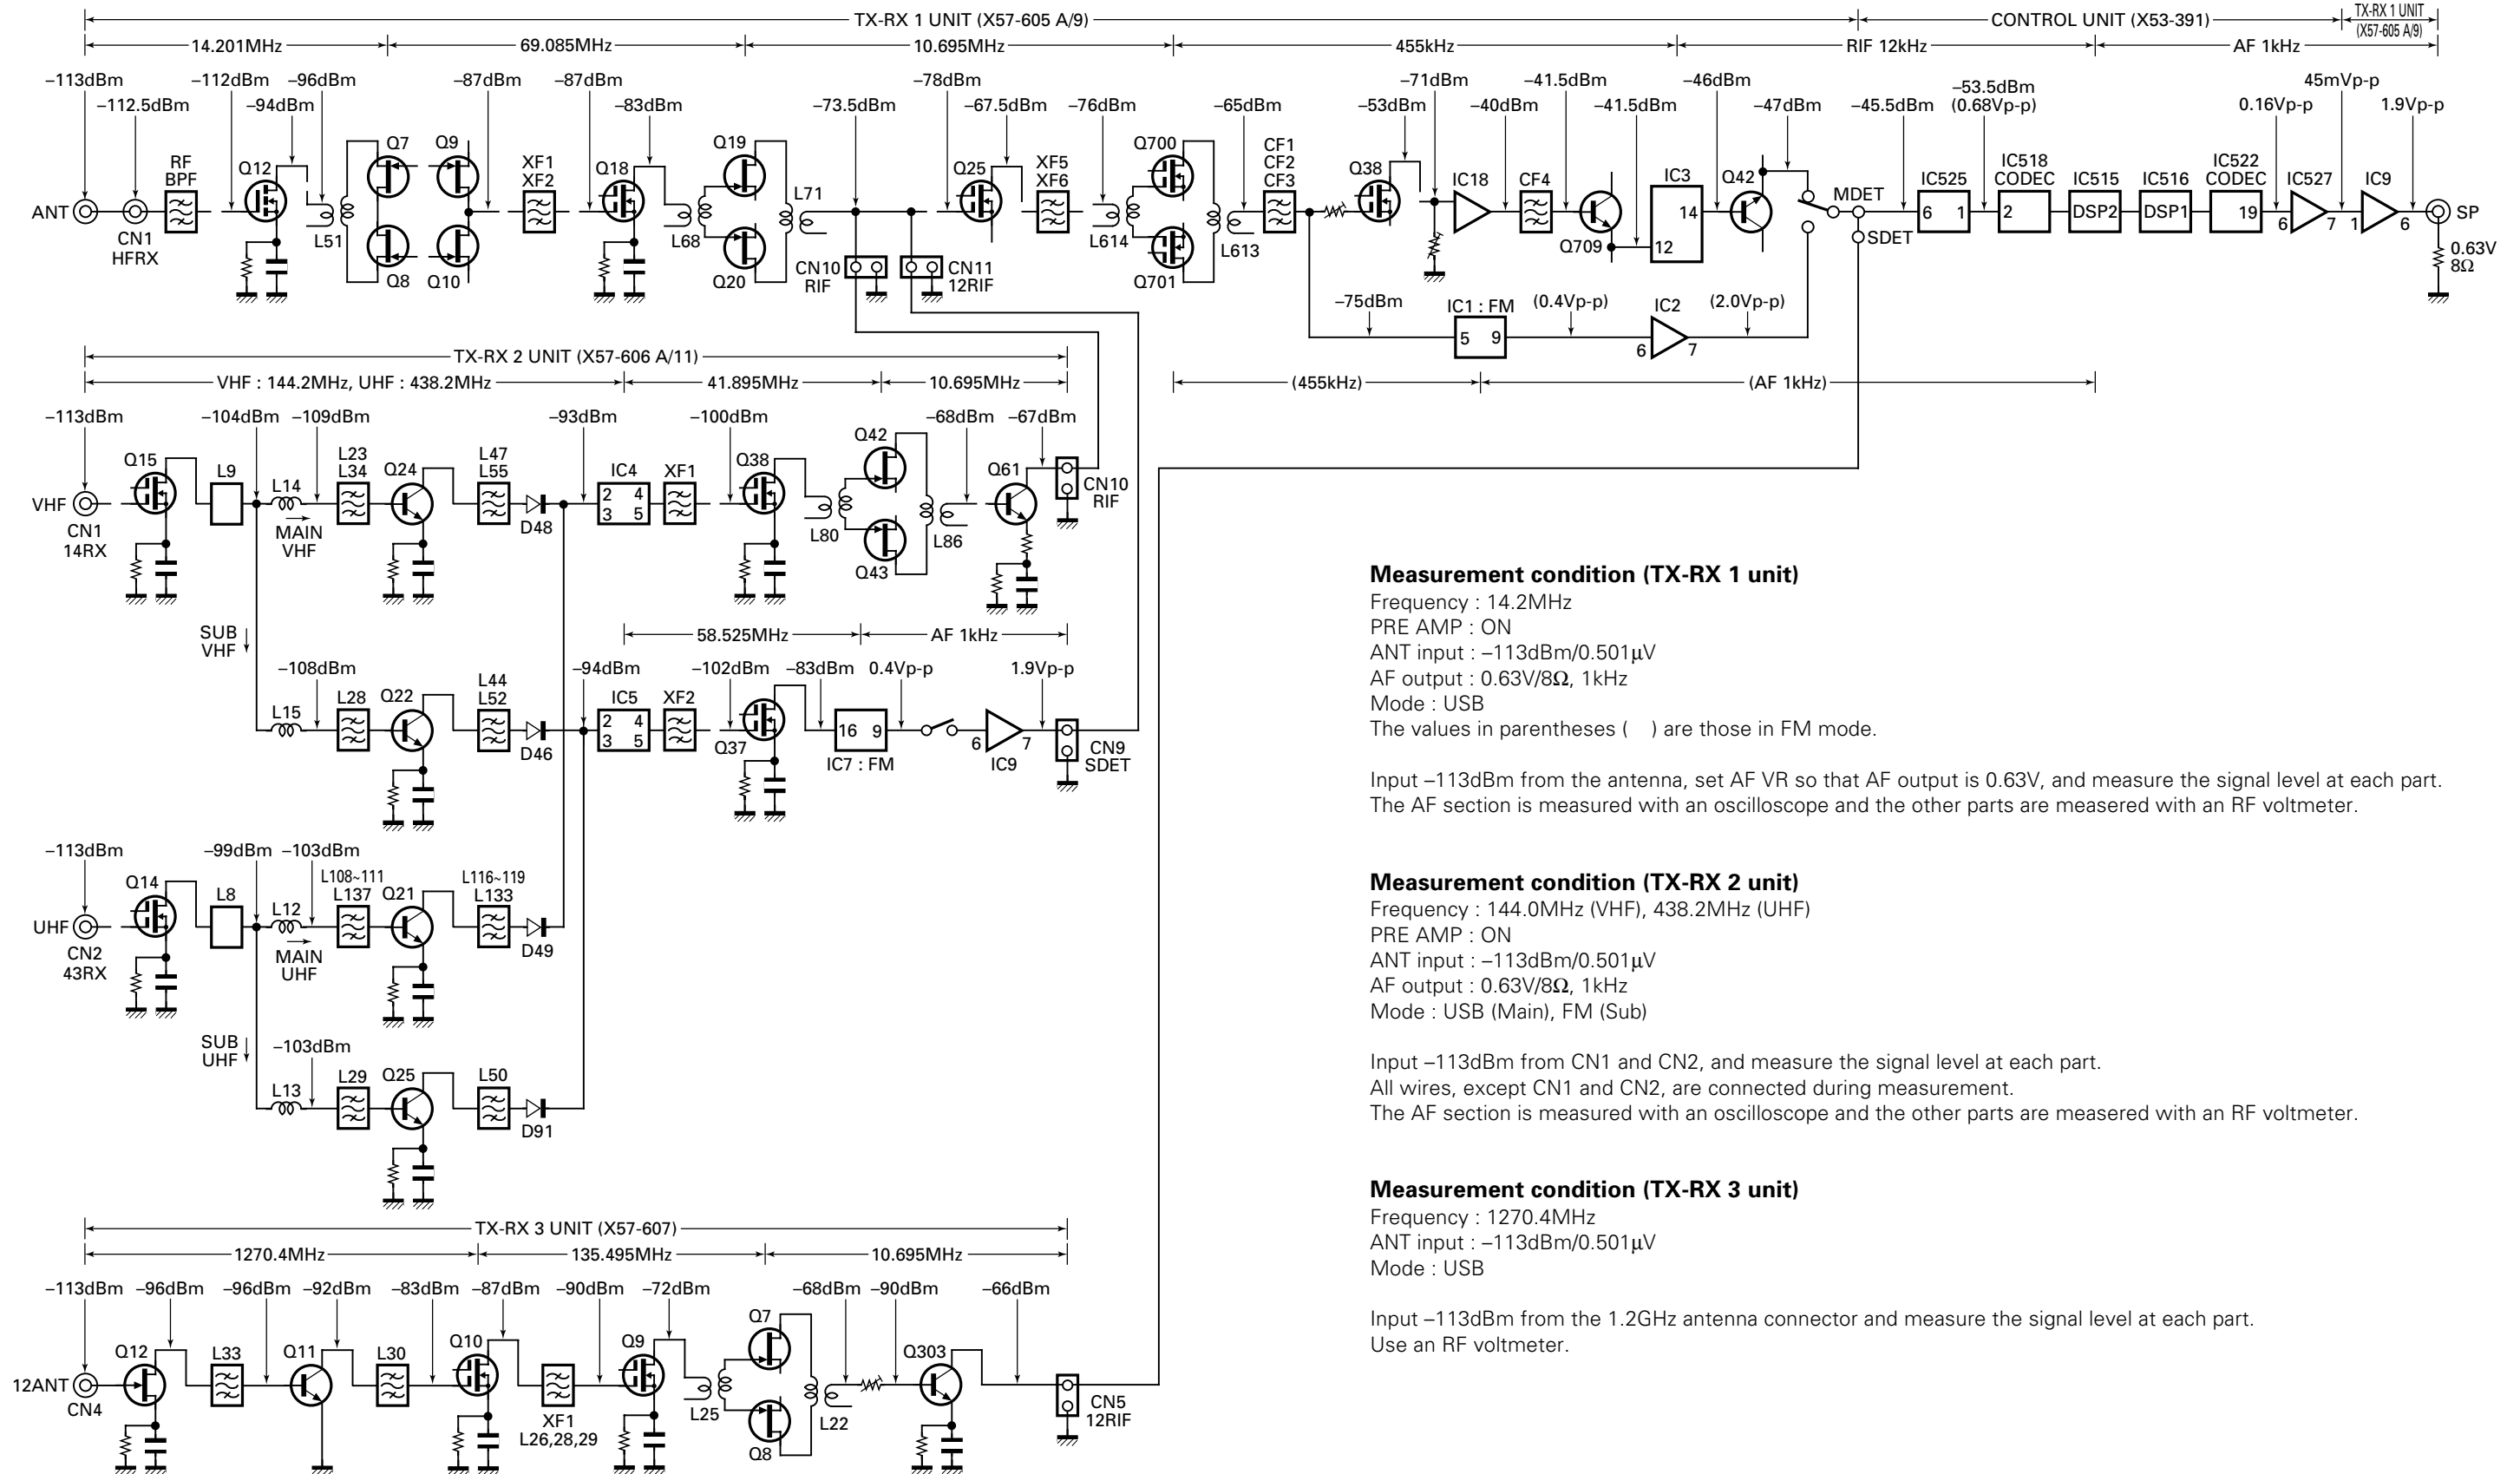 TX-RX 1 UNIT (X57-605 A/9)
CONTROL UNIT (X53-391)
TX-RX 1 UNIT
(X57-605 A/9)
14.201MHz
69.085MHz
10.695MHz
455kHz
RIF 12kHz
AF 1kHz
–113dBm
–112dBm
–96dBm
–87dBm
–87dBm
–78dBm
–71dBm
–41.5dBm
–46dBm
–53.5dBm
(0.68Vp-p)
45mVp-p
–112.5dBm
–94dBm
–83dBm
–73.5dBm
–67.5dBm
–76dBm
–65dBm
–53dBm
–40dBm
–41.5dBm
–47dBm
–45.5dBm
0.16Vp-p
1.9Vp-p
ANT
CN1
HFRX
RF
BPF
Q12
L51
Q7
Q8
Q9
Q10
XF1
XF2
Q18
L68
Q19
Q20
L71
CN10
RIF
CN11
12RIF
Q25
XF5
XF6
L614
Q700
Q701
L613
CF1
CF2
CF3
Q38
IC18
CF4
Q709
IC3
14
12
Q42
MDET
SDET
IC525
6 1
IC518
CODEC
2
IC515
DSP2
IC516
DSP1
IC522
CODEC
19
IC527
6 7
IC9
1 6
SP
0.63V
8Ω
–75dBm
IC1 : FM
5 9
(0.4Vp-p)
IC2
6 7
(2.0Vp-p)
(455kHz)
(AF 1kHz)
TX-RX 2 UNIT (X57-606 A/11)
VHF : 144.2MHz, UHF : 438.2MHz
41.895MHz
10.695MHz
–113dBm
–104dBm
–109dBm
–93dBm
–100dBm
–68dBm
–67dBm
VHF
CN1
14RX
Q15
L9
L14
MAIN
VHF
L23
L34
Q24
L47
L55
D48
IC4
2 4
3 5
XF1
Q38
L80
Q42
Q43
L86
Q61
CN10
RIF
58.525MHz
AF 1kHz
SUB
VHF
–108dBm
–94dBm
–102dBm
–83dBm
0.4Vp-p
1.9Vp-p
L15
L28
Q22
L44
L52
D46
IC5
2 4
3 5
XF2
Q37
16 9
IC7 : FM
6 7
IC9
CN9
SDET
–113dBm
–99dBm
–103dBm
UHF
CN2
43RX
Q14
L8
L12
MAIN
UHF
L108~111
L137
Q21
L116~119
L133
D49
SUB
UHF
–103dBm
L13
L29
Q25
L50
D91
TX-RX 3 UNIT (X57-607)
1270.4MHz
135.495MHz
10.695MHz
–113dBm
–96dBm
–96dBm
–92dBm
–83dBm
–87dBm
–90dBm
–72dBm
–68dBm
–90dBm
–66dBm
12ANT
CN4
Q12
L33
Q11
L30
Q10
XF1
L26,28,29
Q9
L25
Q7
Q8
L22
Q303
CN5
12RIF
Measurement condition (TX-RX 1 unit)
Frequency : 14.2MHz
PRE AMP : ON
ANT input : –113dBm/0.501µV
AF output : 0.63V/8Ω, 1kHz
Mode : USB
The values in parentheses ( ) are those in FM mode.
Input –113dBm from the antenna, set AF VR so that AF output is 0.63V, and measure the signal level at each part.
The AF section is measured with an oscilloscope and the other parts are measered with an RF voltmeter.
Measurement condition (TX-RX 2 unit)
Frequency : 144.0MHz (VHF), 438.2MHz (UHF)
PRE AMP : ON
ANT input : –113dBm/0.501µV
AF output : 0.63V/8Ω, 1kHz
Mode : USB (Main), FM (Sub)
Input –113dBm from CN1 and CN2, and measure the signal level at each part.
All wires, except CN1 and CN2, are connected during measurement.
The AF section is measured with an oscilloscope and the other parts are measered with an RF voltmeter.
Measurement condition (TX-RX 3 unit)
Frequency : 1270.4MHz
ANT input : –113dBm/0.501µV
Mode : USB
Input –113dBm from the 1.2GHz antenna connector and measure the signal level at each part.
Use an RF voltmeter.